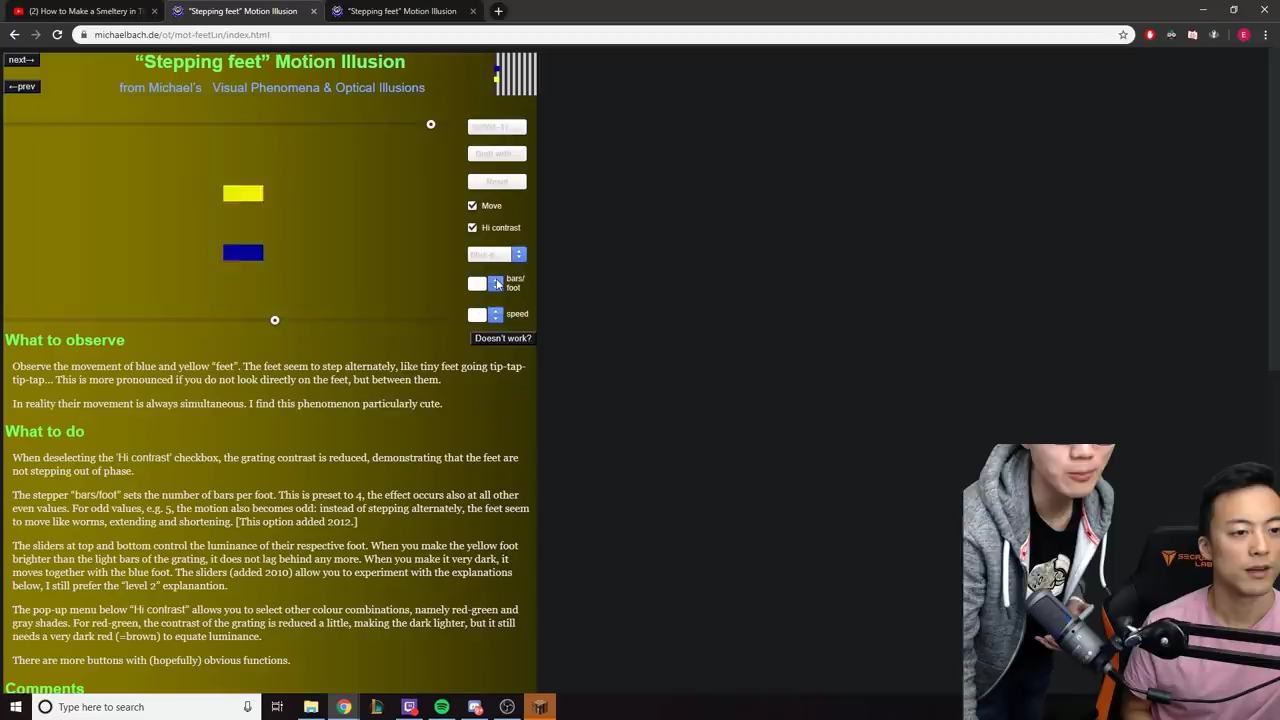 (2) How to Make a Smeltery in Ti
"Stepping feet" Motion Illusion
"Stepping feet" Motion Illusion
michaelbach.de/ot/mot-feetLin/index.html
E
next→
"Stepping feet" Motion Illusion
←prev
from Michael's Visual Phenomena & Optical Illusions
Reset
Move
Hi contrast
bars/
foot
speed
Doesn't work?
What to observe
Observe the movement of blue and yellow "feet". The feet seem to step alternately, like tiny feet going tip-tap-
tip-tap... This is more pronounced if you do not look directly on the feet, but between them.
In reality their movement is always simultaneous. I find this phenomenon particularly cute.
What to do
When deselecting the 'Hi contrast' checkbox, the grating contrast is reduced, demonstrating that the feet are
not stepping out of phase.
The stepper "bars/foot" sets the number of bars per foot. This is preset to 4, the effect occurs also at all other
even values. For odd values, e.g. 5, the motion also becomes odd: instead of stepping alternately, the feet seem
to move like worms, extending and shortening. [This option added 2012.]
The sliders at top and bottom control the luminance of their respective foot. When you make the yellow foot
brighter than the light bars of the grating, it does not lag behind any more. When you make it very dark, it
moves together with the blue foot. The sliders (added 2010) allow you to experiment with the explanations
below, I still prefer the "level 2" explanantion.
The pop-up menu below "Hi contrast" allows you to select other colour combinations, namely red-green and
gray shades. For red-green, the contrast of the grating is reduced a little, making the dark lighter, but it still
needs a very dark red (=brown) to equate luminance.
There are more buttons with (hopefully) obvious functions.
Comments
SECRET
LAB
Type here to search